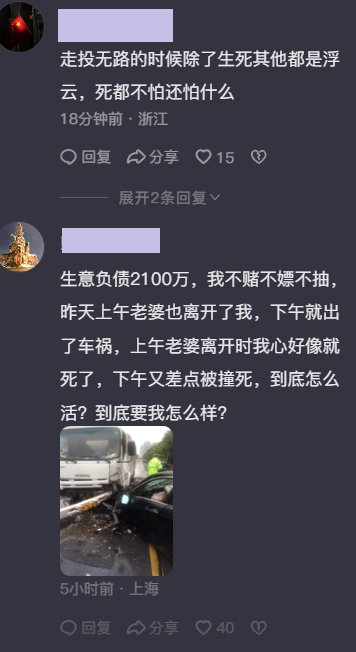 走投无路的时候除了生死其他都是浮
云，死都不怕还怕什么
18分钟前·浙江
回复 分享 15
展开2条回复
生意负债2100万，我不赌不嫖不抽，
昨天上午老婆也离开了我，下午就出
了车祸，上午老婆离开时我心好像就
死了，下午又差点被撞死，到底怎么
活？到底要我怎么样？
5小时前·上海
回复 分享 40